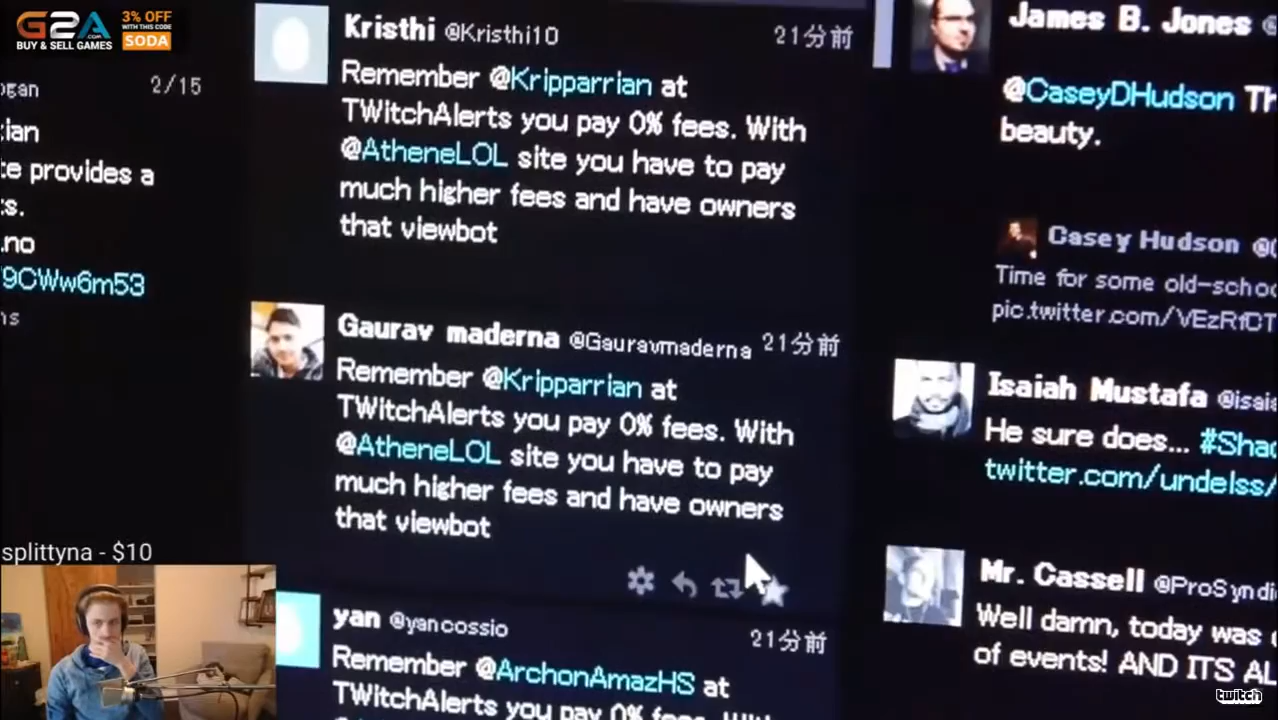 G2A.COM
BUY & SELL GAMES
3% OFF
WITH THIS CODE
SODA
2/15
te provides a
.no
9CWw6m53
splittyna - $10
Kristhi @Kristhi10 21分前
Remember @Kripparrian at
TWitchAlerts you pay 0% fees. With
@AtheneLOL site you have to pay
much higher fees and have owners
that viewbot
Gaurav maderna @Gauravmaderna 21分前
Remember @Kripparrian at
TWitchAlerts you pay 0% fees. With
@AtheneLOL site you have to pay
much higher fees and have owners
that viewbot
yan @yancossio 21分前
Remember @ArchonAmazHS at
TWitchAlerts you pay 0% fees. With
James B. Jones @
@CaseyDHudson Th
beauty.
Casey Hudson @
Time for some old-schoo
pic.twitter.com/VEzRfCT
Isaiah Mustafa @isaia
He sure does... #Shad
twitter.com/undelss/
Mr. Cassell @ProSyndi
Well damn, today was
of events! AND ITS AL
twitch